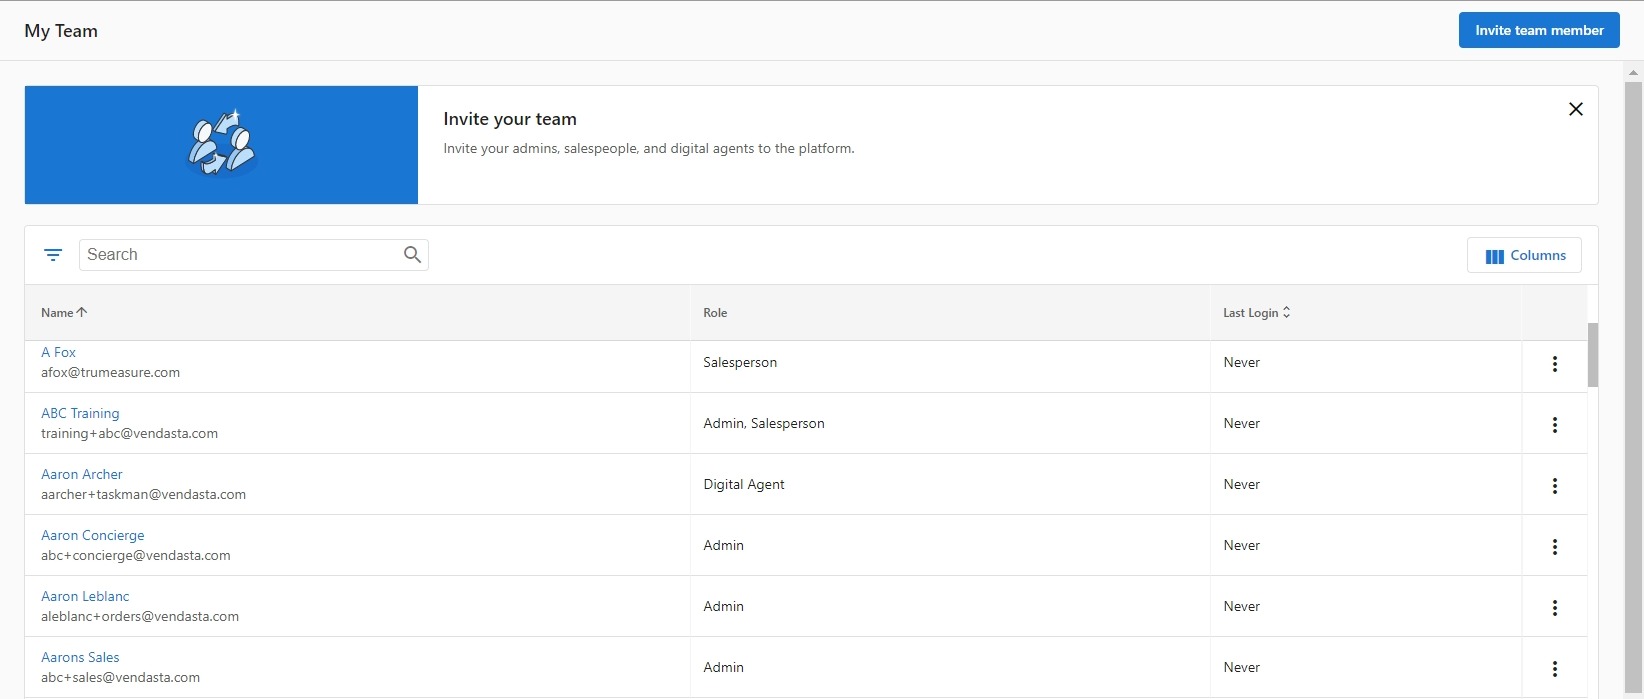 My Team
Invite team member
Invite your team
Invite your admins, salespeople, and digital agents to the platform.
Search
Columns
Name Role Last Login
A Fox
afox@trumeasure.com
Salesperson Never
ABC Training
training+abc@vendasta.com
Admin, Salesperson Never
Aaron Archer
aarcher+taskman@vendasta.com
Digital Agent Never
Aaron Concierge
abc+concierge@vendasta.com
Admin Never
Aaron Leblanc
aleblanc+orders@vendasta.com
Admin Never
Aarons Sales
abc+sales@vendasta.com
Admin Never